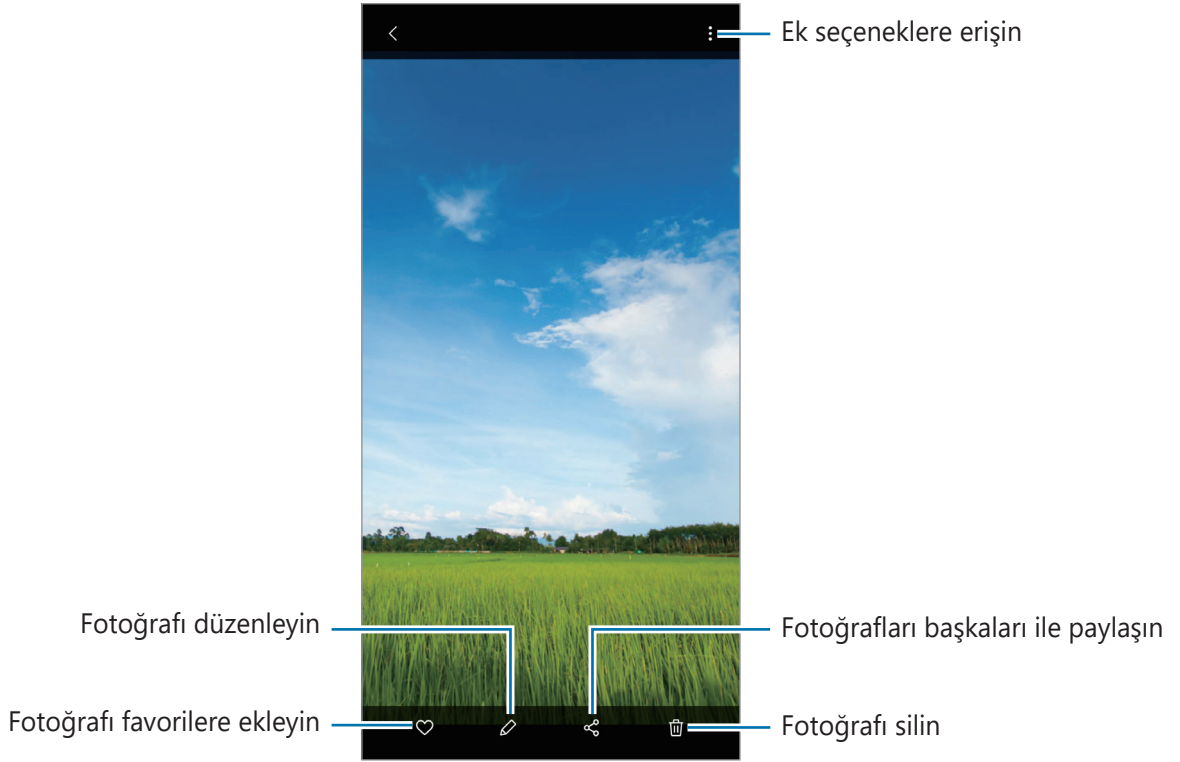 Ek seçeneklere erişin
Fotoğrafı düzenleyin
Fotoğrafları başkaları ile paylaşın
Fotoğrafı favorilere ekleyin
Fotoğrafı silin